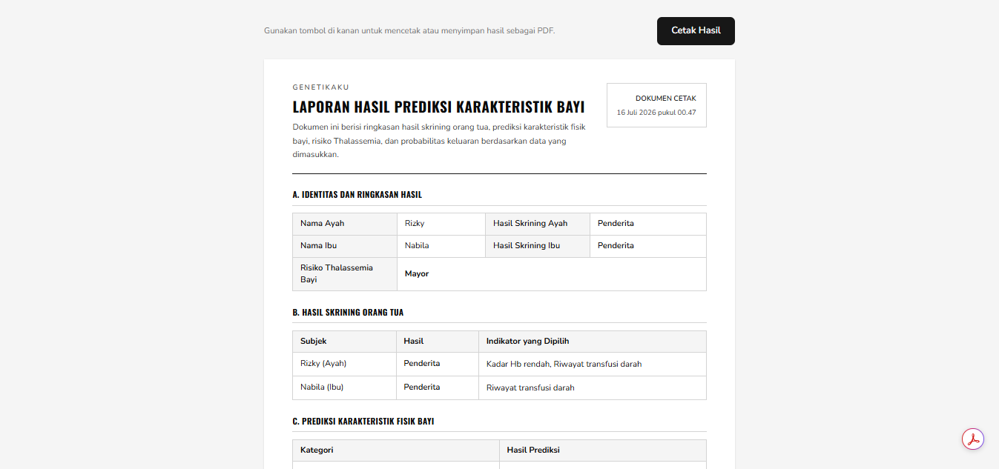 Gunakan tombol di kanan untuk mencetak atau menyimpan hasil sebagai PDF.
Cetak Hasil
GENETIKAKU
LAPORAN HASIL PREDIKSI KARAKTERISTIK BAYI
Dokumen ini berisi ringkasan hasil skrining orang tua, prediksi karakteristik fisik
bayi, risiko Thalassemia, dan probabilitas keluaran berdasarkan data yang
dimasukkan.
DOKUMEN CETAK
16 Juli 2026 pukul 00.47
A. IDENTITAS DAN RINGKASAN HASIL
Nama Ayah Rizky Hasil Skrining Ayah Penderita
Nama Ibu Nabila Hasil Skrining Ibu Penderita
Risiko Thalassemia
Bayi
Mayor
B. HASIL SKRINING ORANG TUA
Subjek Hasil Indikator yang Dipilih
Rizky (Ayah) Penderita Kadar Hb rendah, Riwayat transfusi darah
Nabila (Ibu) Penderita Riwayat transfusi darah
C. PREDIKSI KARAKTERISTIK FISIK BAYI
Kategori Hasil Prediksi